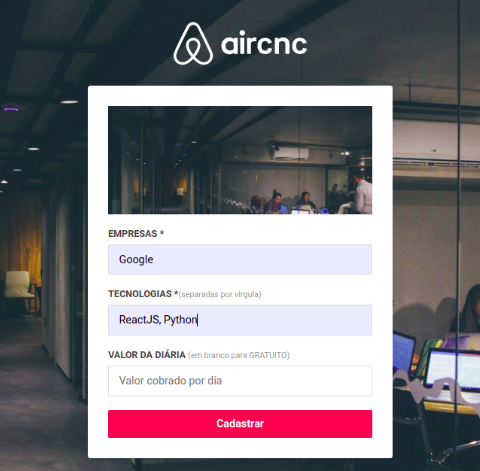 aircnc
EMPRESAS *
Google
TECNOLOGIAS *(separadas por vírgula)
ReactJS, Python
VALOR DA DIÁRIA (em branco para GRATUITO)
Valor cobrado por dia
Cadastrar